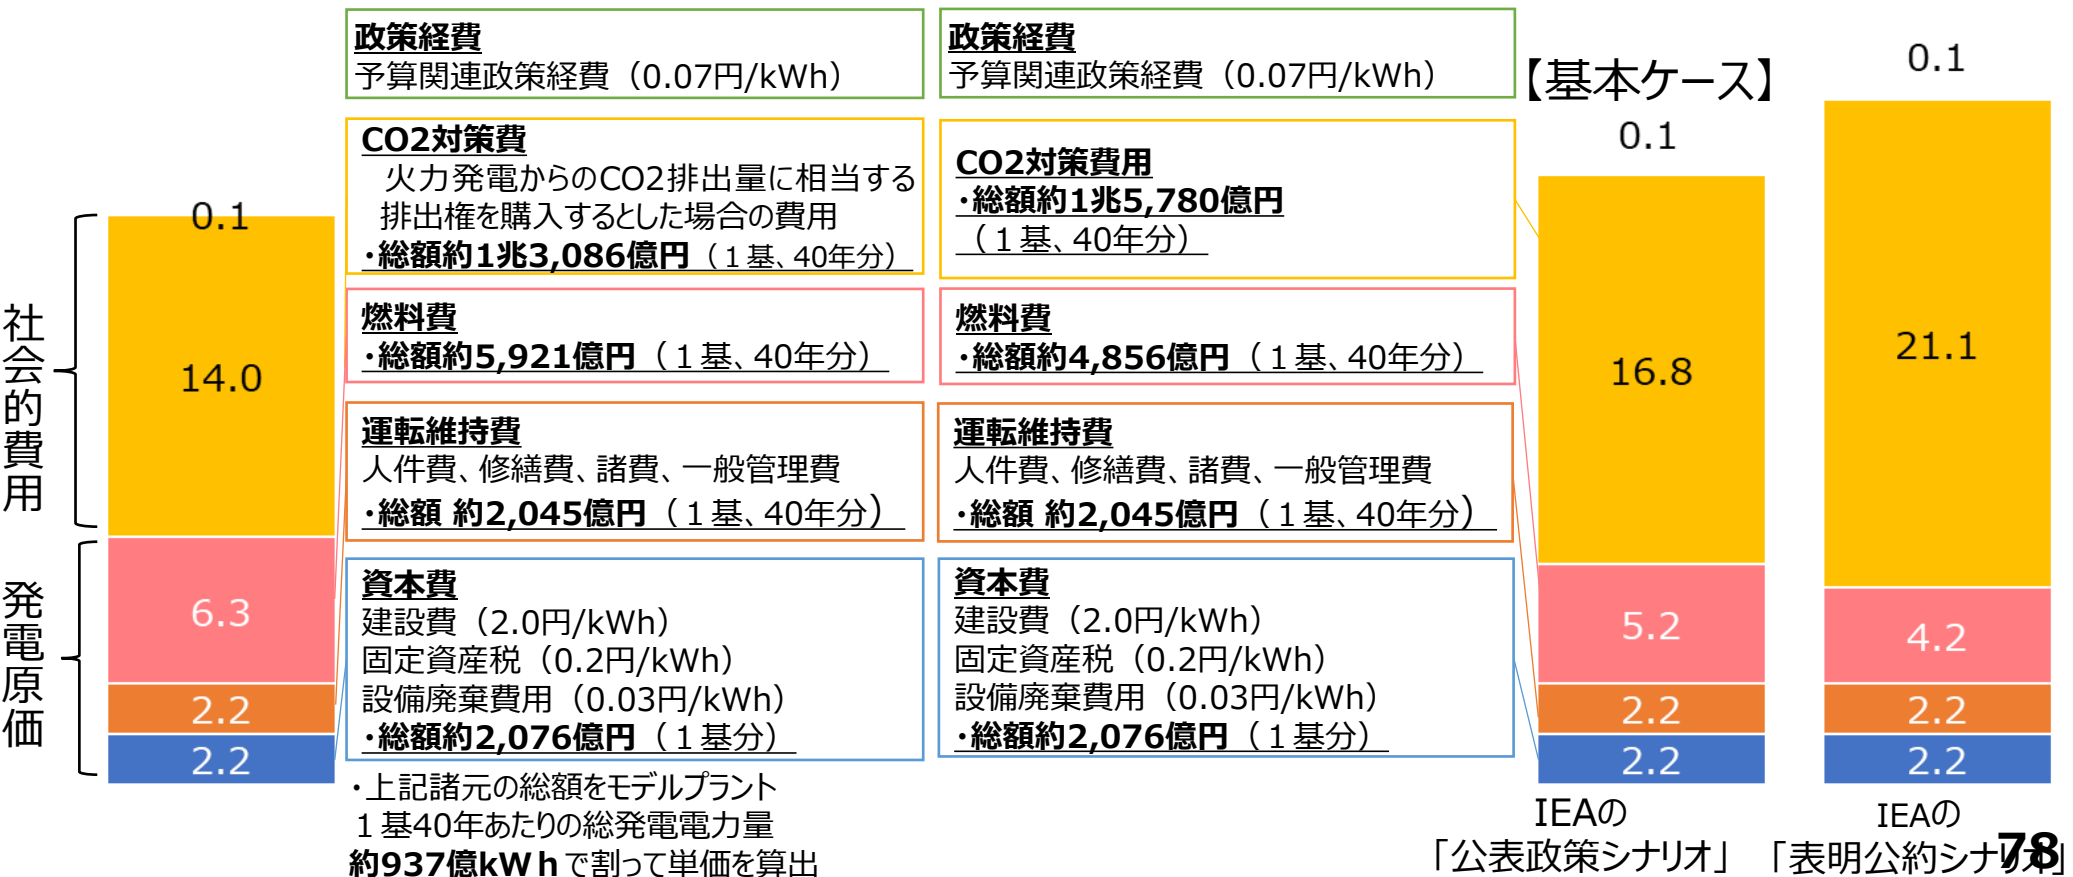 社会的費用
発電原価
0.1
14.0
6.3
2.2
2.2
政策経費
予算関連政策経費（0.07円/kWh）
CO2対策費
火力発電からのCO2排出量に相当する
排出権を購入するとした場合の費用
・総額約1兆3,086億円（１基、40年分）
燃料費
・総額約5,921億円（１基、40年分）
運転維持費
人件費、修繕費、諸費、一般管理費
・総額 約2,045億円（１基、40年分）
資本費
建設費（2.0円/kWh）
固定資産税（0.2円/kWh）
設備廃棄費用（0.03円/kWh）
・総額約2,076億円（１基分）
・上記諸元の総額をモデルプラント
１基40年あたりの総発電電力量
約937億kWｈで割って単価を算出
政策経費
予算関連政策経費（0.07円/kWh）
CO2対策費用
・総額約1兆5,780億円
（１基、40年分）
燃料費
・総額約4,856億円（１基、40年分）
運転維持費
人件費、修繕費、諸費、一般管理費
・総額 約2,045億円（１基、40年分）
資本費
建設費（2.0円/kWh）
固定資産税（0.2円/kWh）
設備廃棄費用（0.03円/kWh）
・総額約2,076億円（１基分）
【基本ケース】
0.1
16.8
5.2
2.2
2.2
IEAの
「公表政策シナリオ」
0.1
21.1
4.2
2.2
2.2
IEAの
「表明公約シナリオ」
78